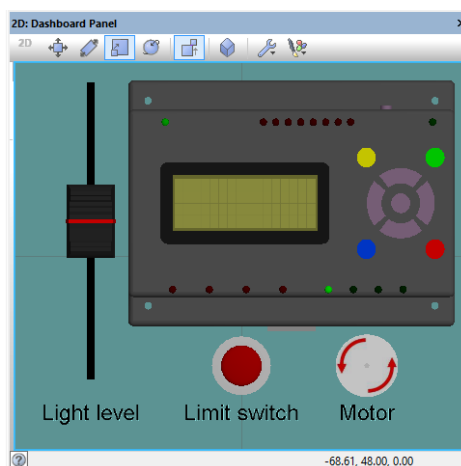 2D: Dashboard Panel
2D
Light level
Limit switch
Motor
-68.61, 48.00, 0.00